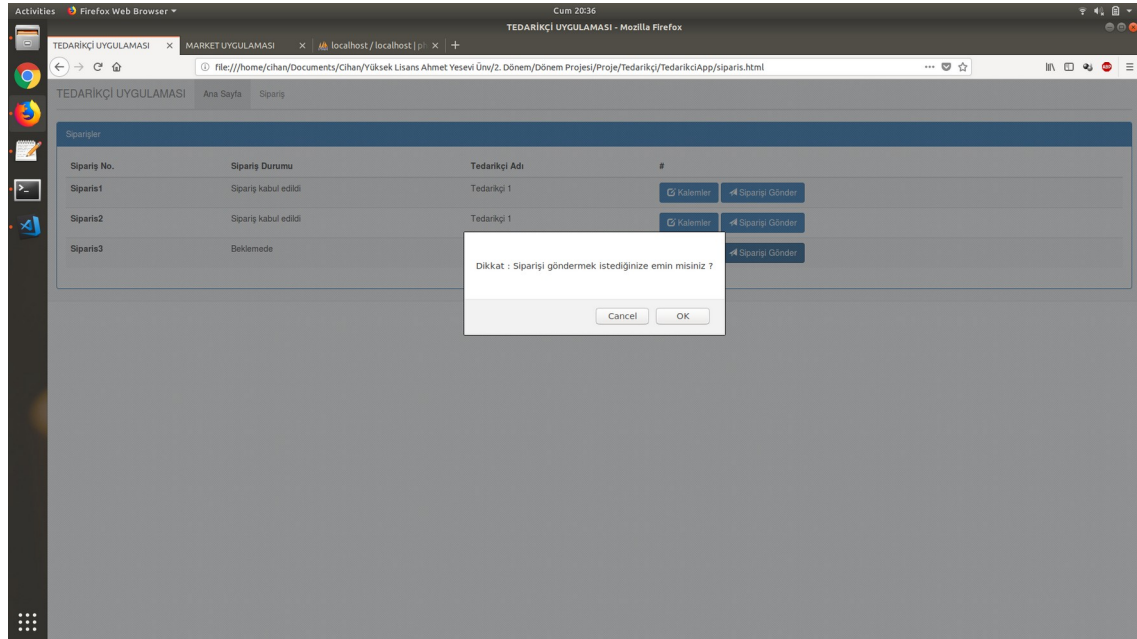 Activities Firefox Web Browser Cum 20:36
TEDARİKÇİ UYGULAMASI - Mozilla Firefox
TEDARİKÇİ UYGULAMASI MARKET UYGULAMASI localhost / localhost | ph
file:///home/cihan/Documents/Cihan/Yüksek Lisans Ahmet Yesevi Ünv/2. Dönem/Dönem Projesi/Proje/Tedarikçi/TedarikciApp/siparis.html
TEDARİKÇİ UYGULAMASI Ana Sayfa Sipariş
Siparişler
Sipariş No. Sipariş Durumu Tedarikçi Adı #
Siparis1 Sipariş kabul edildi Tedarikçi 1 Kalemler Siparişi Gönder
Siparis2 Sipariş kabul edildi Tedarikçi 1 Kalemler Siparişi Gönder
Siparis3 Beklemede Siparişi Gönder
Dikkat : Siparişi göndermek istediğinize emin misiniz ?
Cancel OK